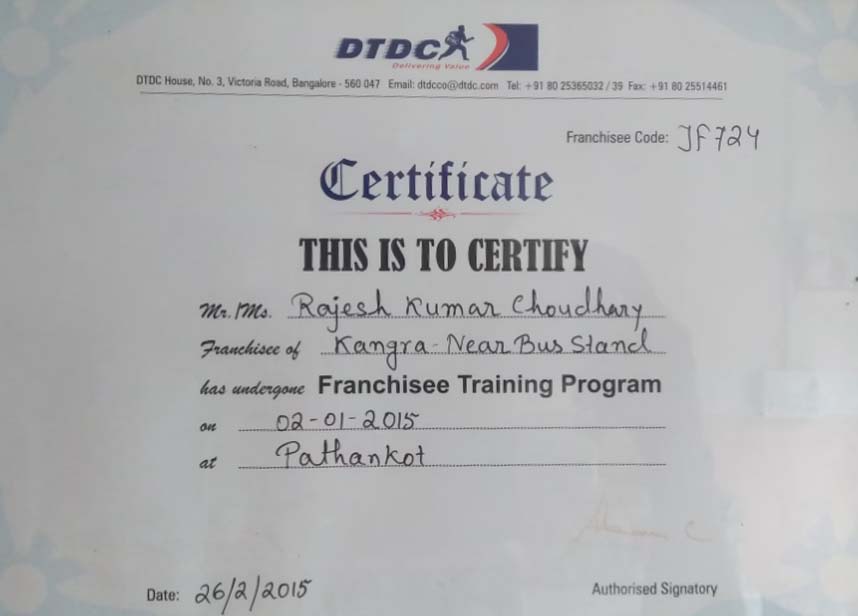 DTDC
Delivering Value
DTDC House, No. 3, Victoria Road, Bangalore - 560 047 Email: dtdcco@dtdc.com Tel: +91 80 25365032 / 39 Fax: +91 80 25514461
Franchisee Code: JF724
Certificate
THIS IS TO CERTIFY
Mr. / Ms. Rajesh Kumar Choudhary
Franchisee of Kangra - Near Bus Stand
has undergone Franchisee Training Program
on 02-01-2015
at Pathankot
Date: 26/2/2015
Authorised Signatory